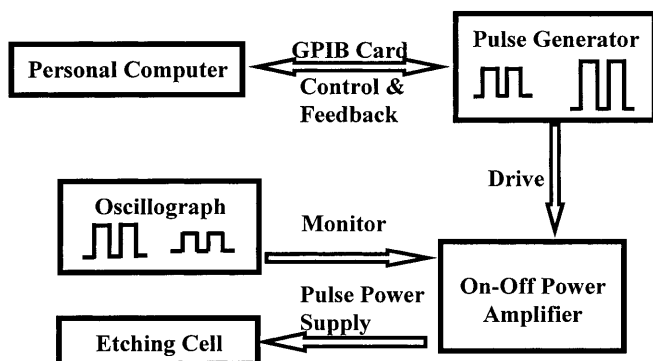 GPIB Card
Pulse Generator
Personal Computer
Control &
Feedback
Drive
Oscillograph
Monitor
On-Off Power
Amplifier
Pulse Power
Supply
Etching Cell